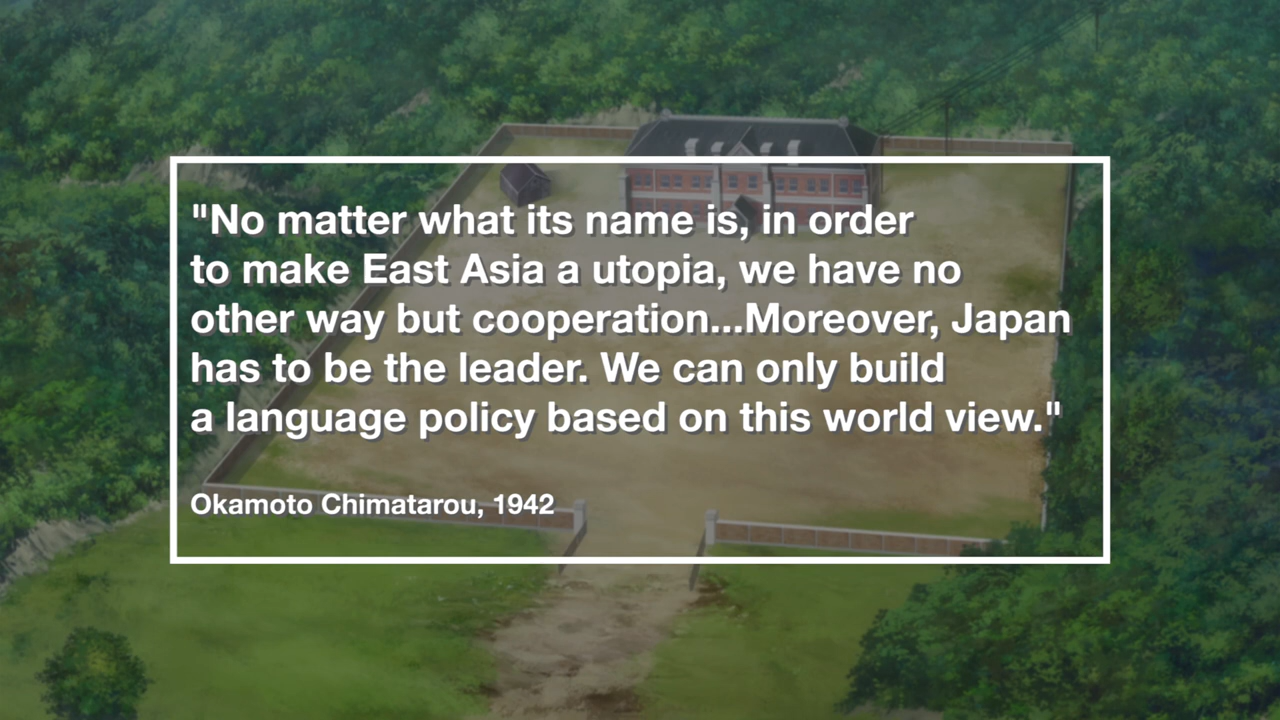 "No matter what its name is, in order
to make East Asia a utopia, we have no
other way but cooperation...Moreover, Japan
has to be the leader. We can only build
a language policy based on this world view."
Okamoto Chimatarou, 1942